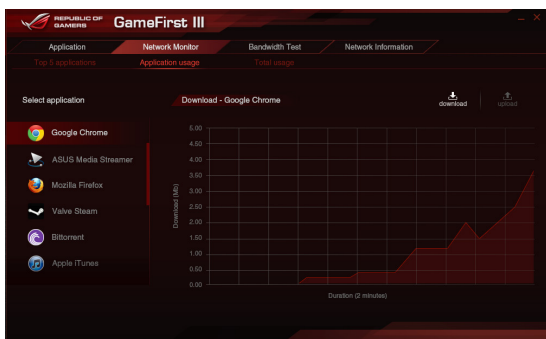 REPUBLIC OF
GAMERS
GameFirst III
Application
Network Monitor
Bandwidth Test
Network Information
Top 5 applications
Application usage
Total usage
Select application
Google Chrome
ASUS Media Streamer
Mozilla Firefox
Valve Steam
Bittorrent
Apple iTunes
Download - Google Chrome
download
upload
Download (Mb)
5.00
4.50
4.00
3.50
3.00
2.50
2.00
1.50
1.00
0.50
0.00
Duration (2 minutes)